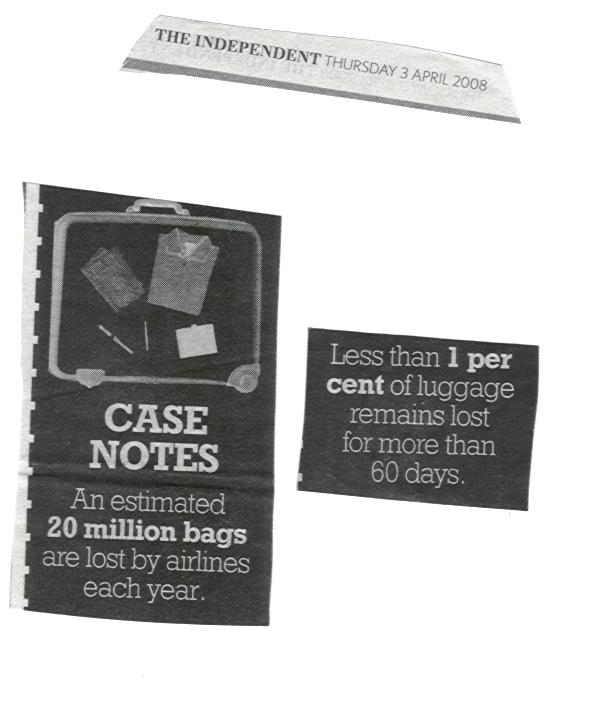 THE INDEPENDENT THURSDAY 3 APRIL 2008
CASE
NOTES
An estimated
20 million bags
are lost by airlines
each year.
Less than 1 per
cent of luggage
remains lost
for more than
60 days.